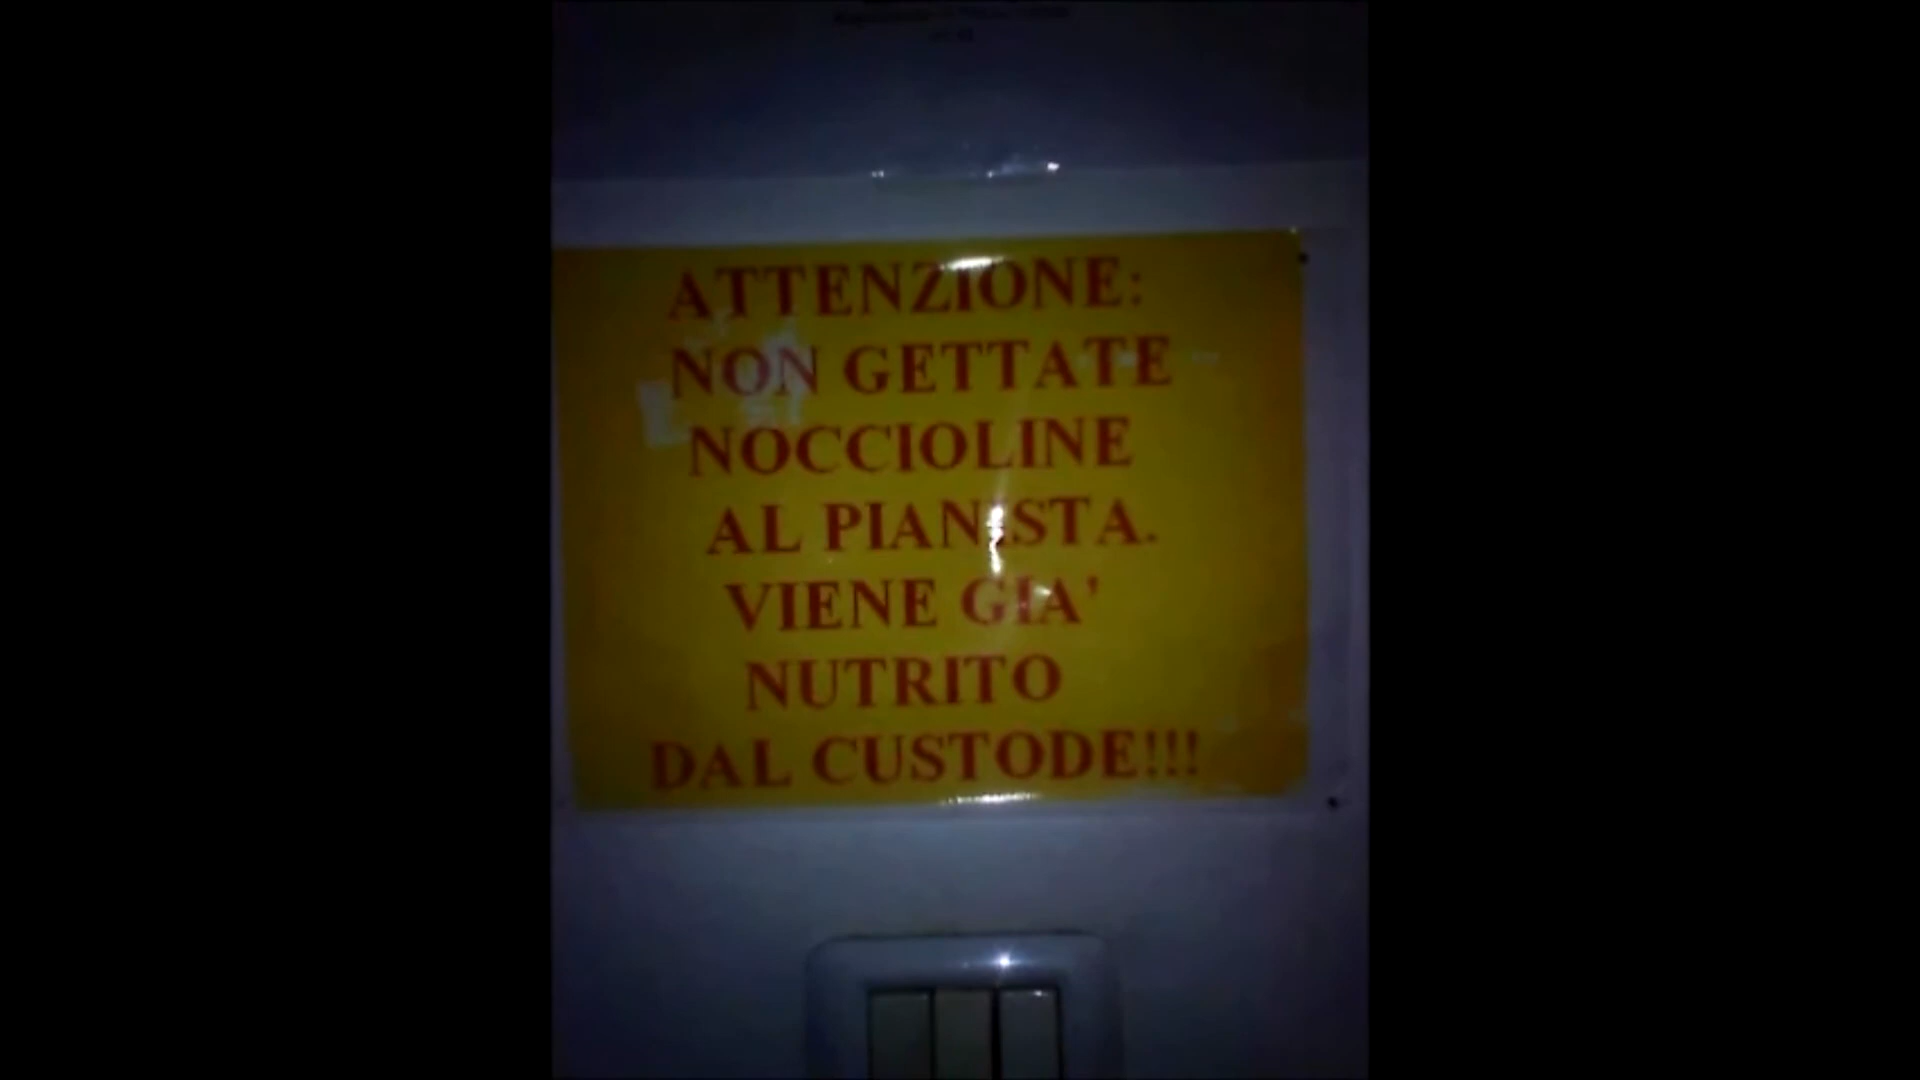 ATTENZIONE:
NON GETTATE
NOCCIOLINE
AL PIANISTA.
VIENE GIA'
NUTRITO
DAL CUSTODE!!!